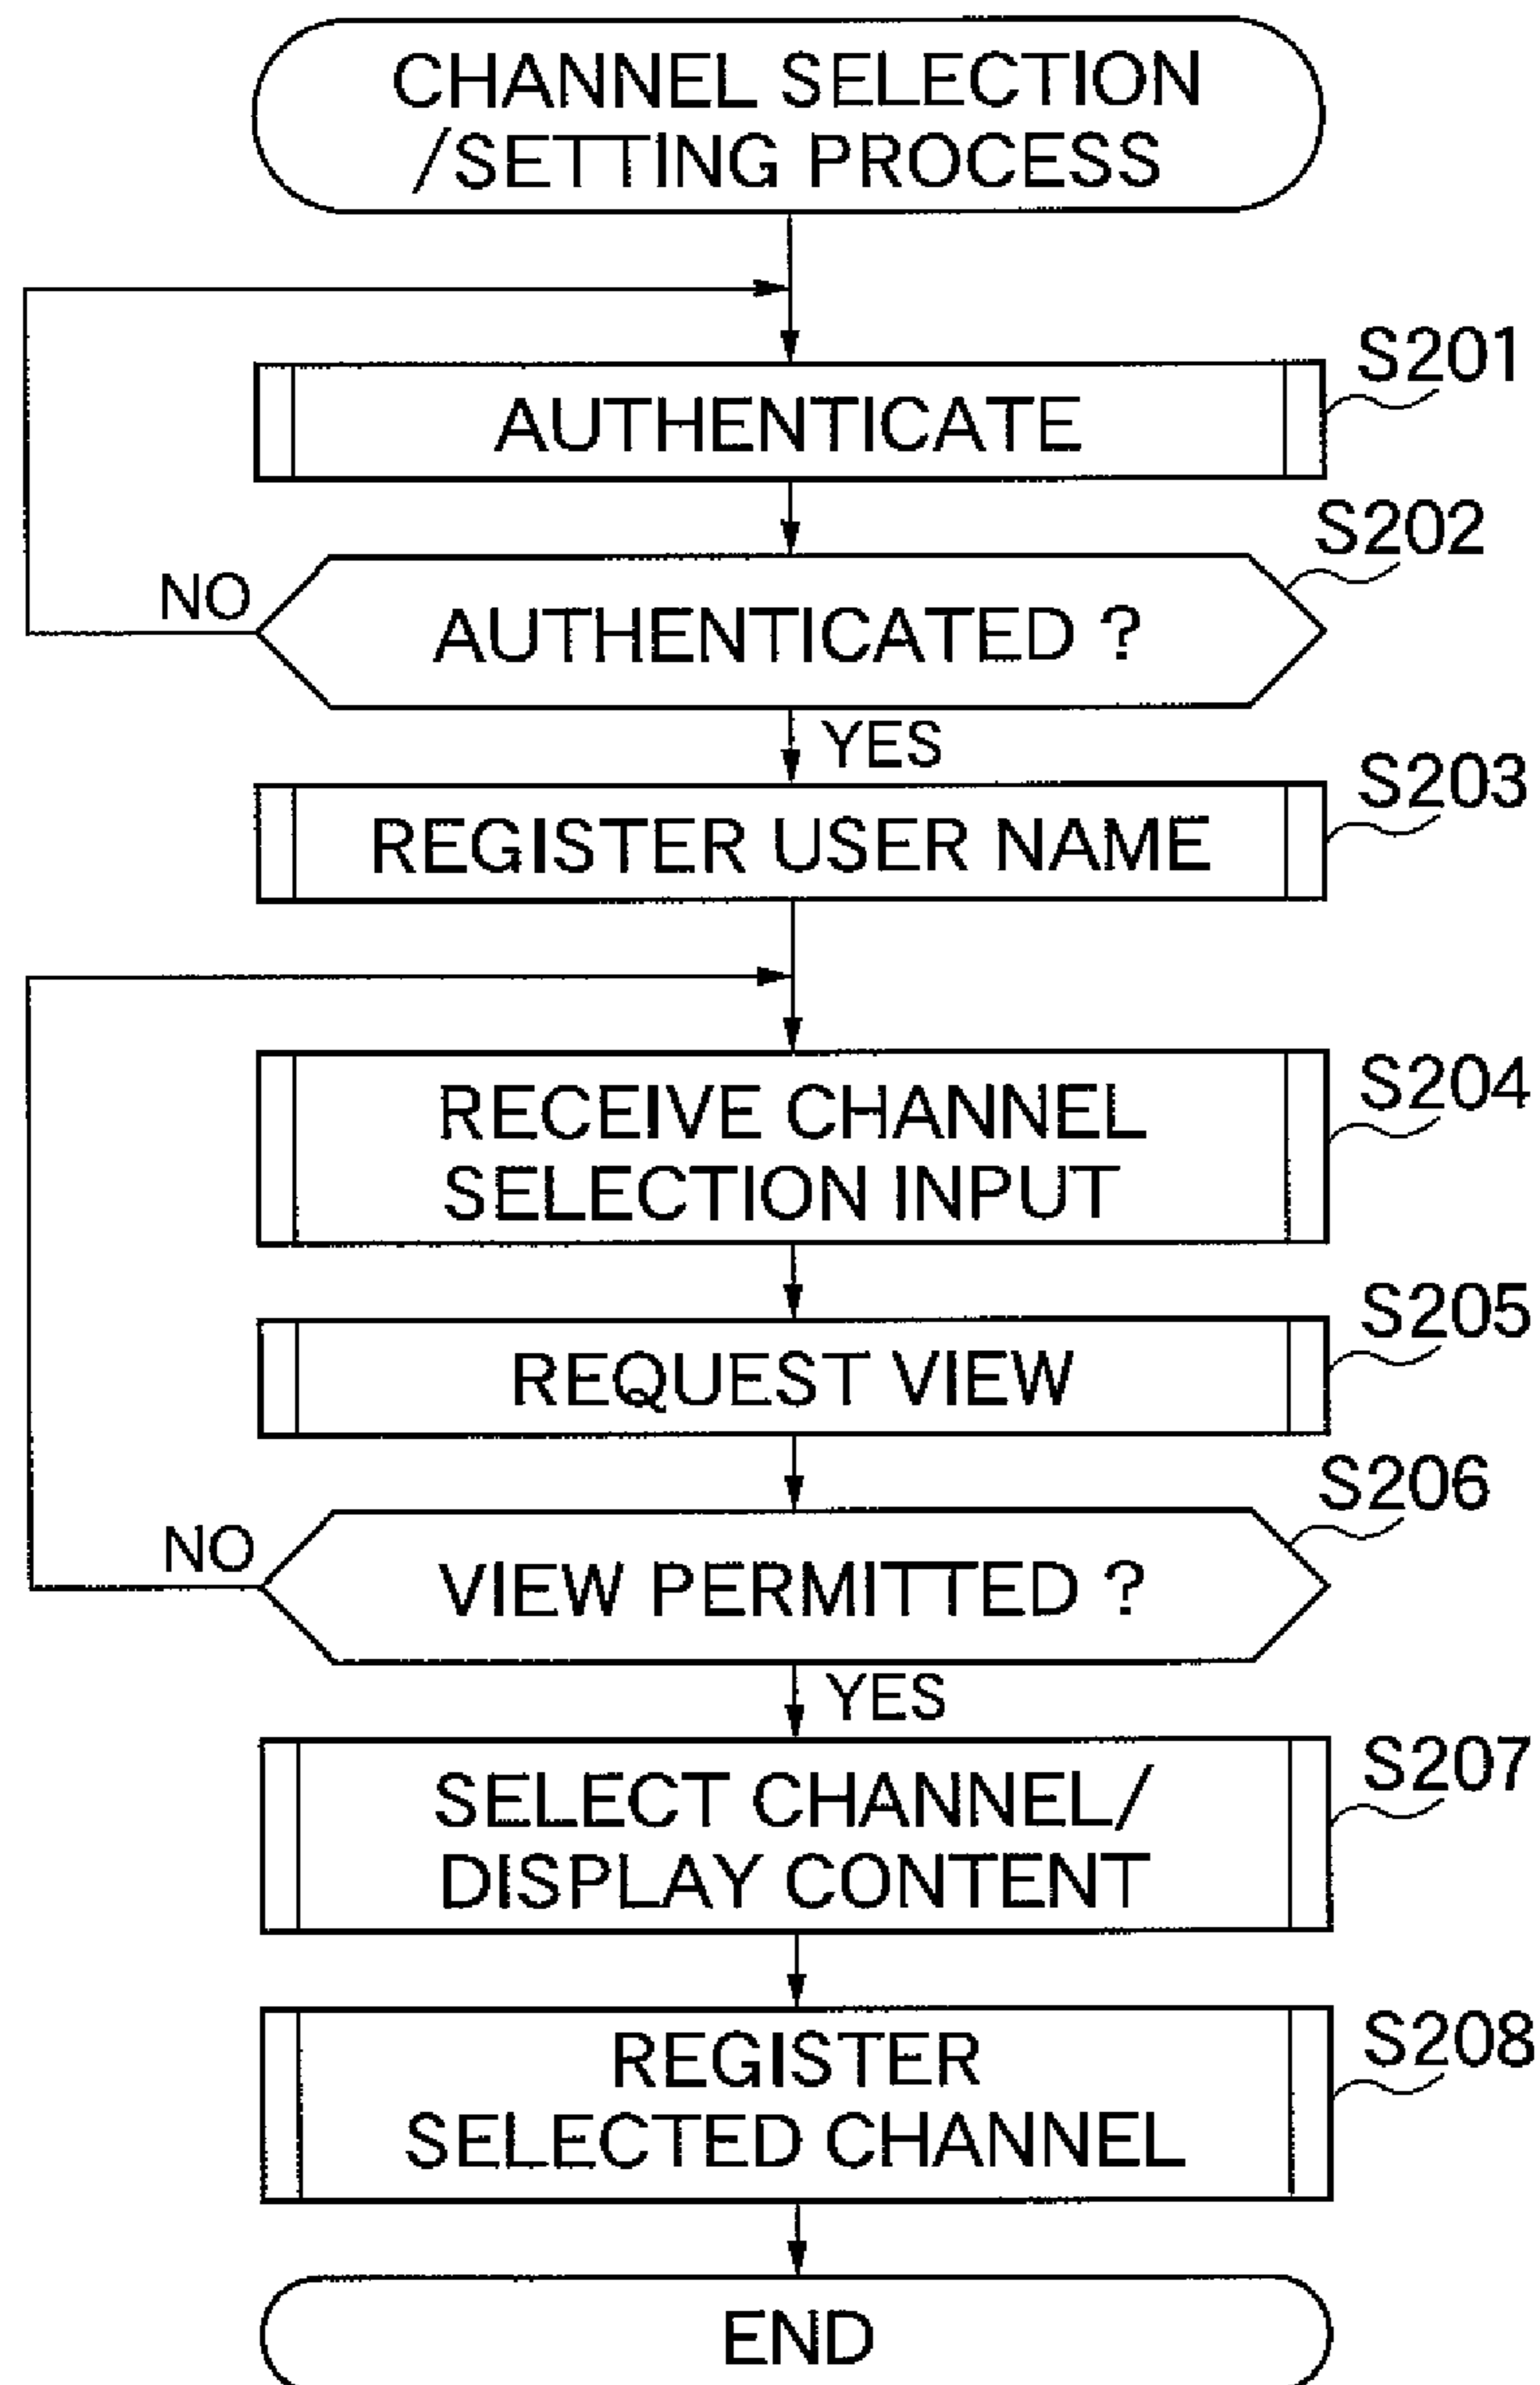 CHANNEL SELECTION
/SETTING PROCESS
S201
AUTHENTICATE
S202
NO
AUTHENTICATED ?
YES
S203
REGISTER USER NAME
S204
RECEIVE CHANNEL
SELECTION INPUT
S205
REQUEST VIEW
S206
NO
VIEW PERMITTED ?
YES
S207
SELECT CHANNEL/
DISPLAY CONTENT
S208
REGISTER
SELECTED CHANNEL
END